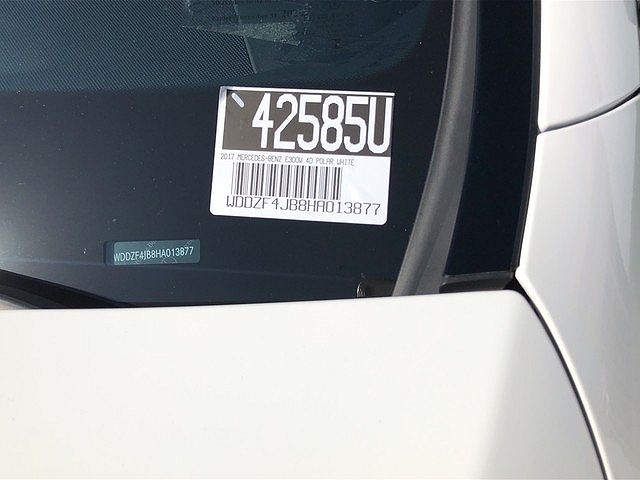 42585U
2017 MERCEDES-BENZ E300W 4D POLAR WHITE
WDDZF4JB8HA013877
WDDZF4JB8HA013877